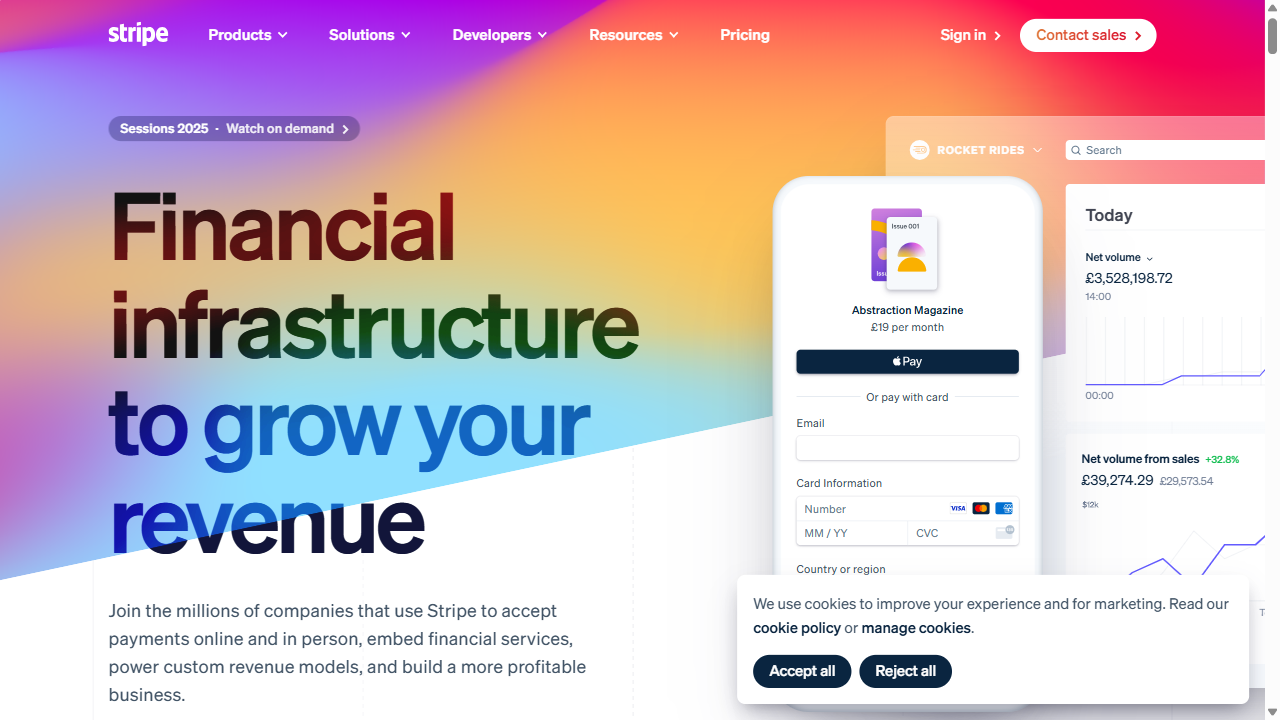 stripe
Products
Solutions
Developers
Resources
Pricing
Sign in
Contact sales
Sessions 2025 · Watch on demand
Financial
infrastructure
to grow your
revenue
Join the millions of companies that use Stripe to accept
payments online and in person, embed financial services,
power custom revenue models, and build a more profitable
business.
ROCKET RIDES
Search
Issue 001
Abstraction Magazine
£19 per month
Pay
Or pay with card
Email
Card Information
Number
VISA
MM / YY
CVC
Country or region
Today
Net volume
£3,528,198.72
14:00
00:00
Net volume from sales +32.8%
£39,274.29 £29,573.54
$12k
We use cookies to improve your experience and for marketing. Read our
cookie policy or manage cookies.
Accept all
Reject all